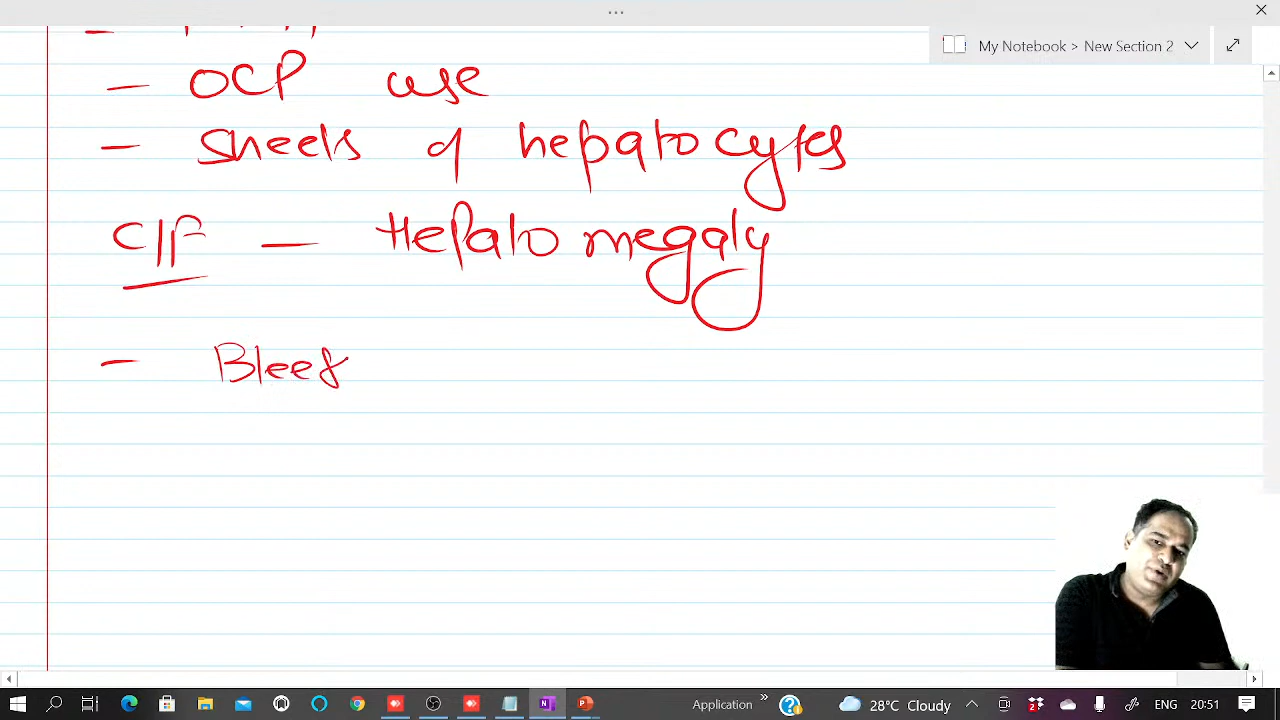 My Notebook > New Section 2
- OCP use
- Sheets of hepatocytes
C/F - Hepatomegaly
- Bleed
Application
28°C Cloudy
ENG
20:51